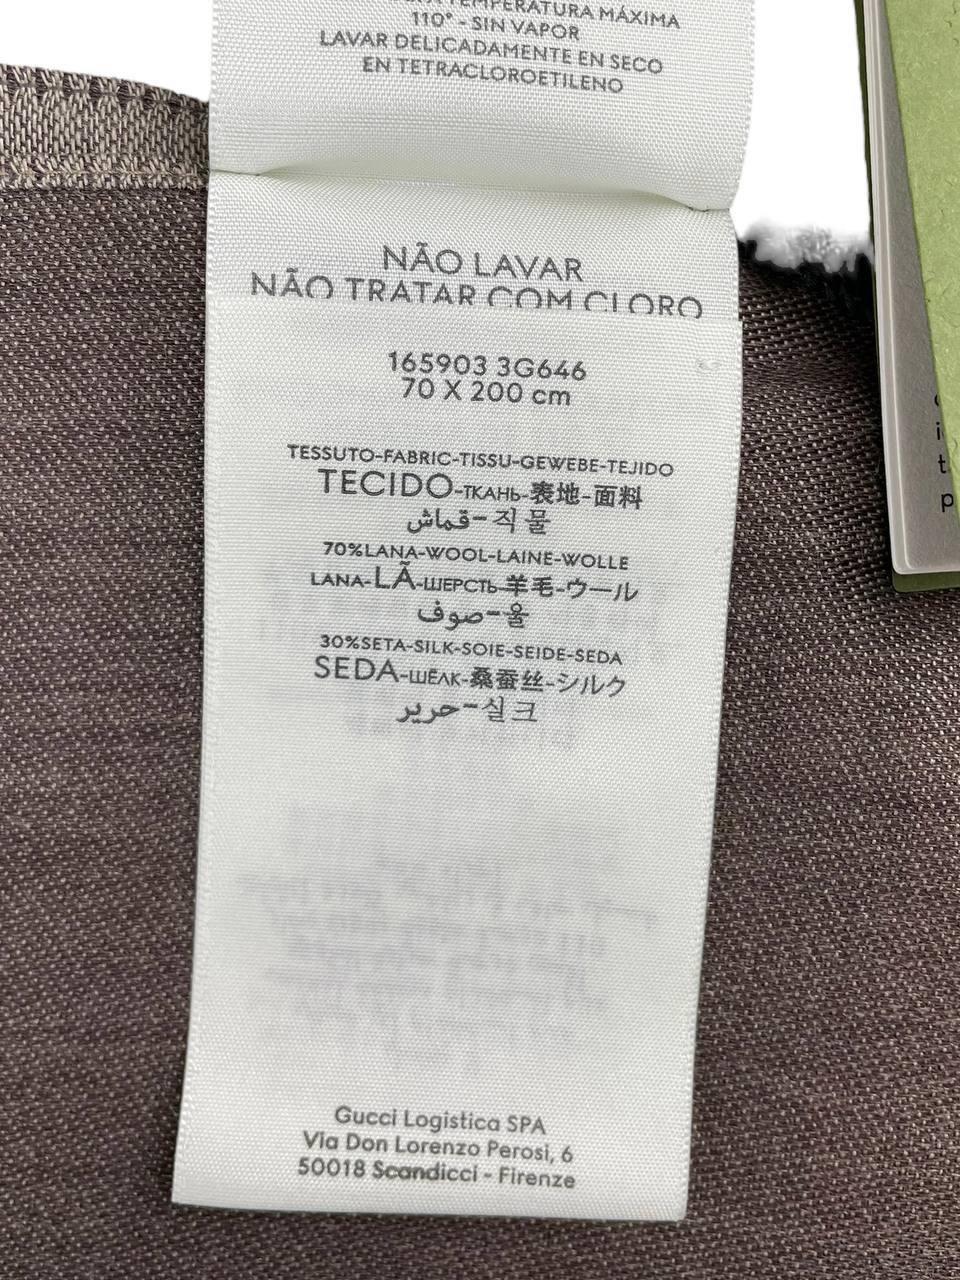 TEMPERATURA MÁXIMA
110° - SIN VAPOR
LAVAR DELICADAMENTE EN SECO
EN TETRACLOROETILENO
NÃO LAVAR
NÃO TRATAR COM CLORO
165903 3G646
70 X 200 cm
TESSUTO-FABRIC-TISSU-GEWEBE-TEJIDO
TECIDO-ТКАНЬ-表地-面料
قماش-직물
70%LANA-WOOL-LAINE-WOLLE
LANA-LÃ-ШЕРСТЬ-羊毛-ウール
صوف-울
30%SETA-SILK-SOIE-SEIDE-SEDA
SEDA-ШЁЛК-桑蚕丝-シルク
حرير-실크
Gucci Logistica SPA
Via Don Lorenzo Perosi, 6
50018 Scandicci - Firenze